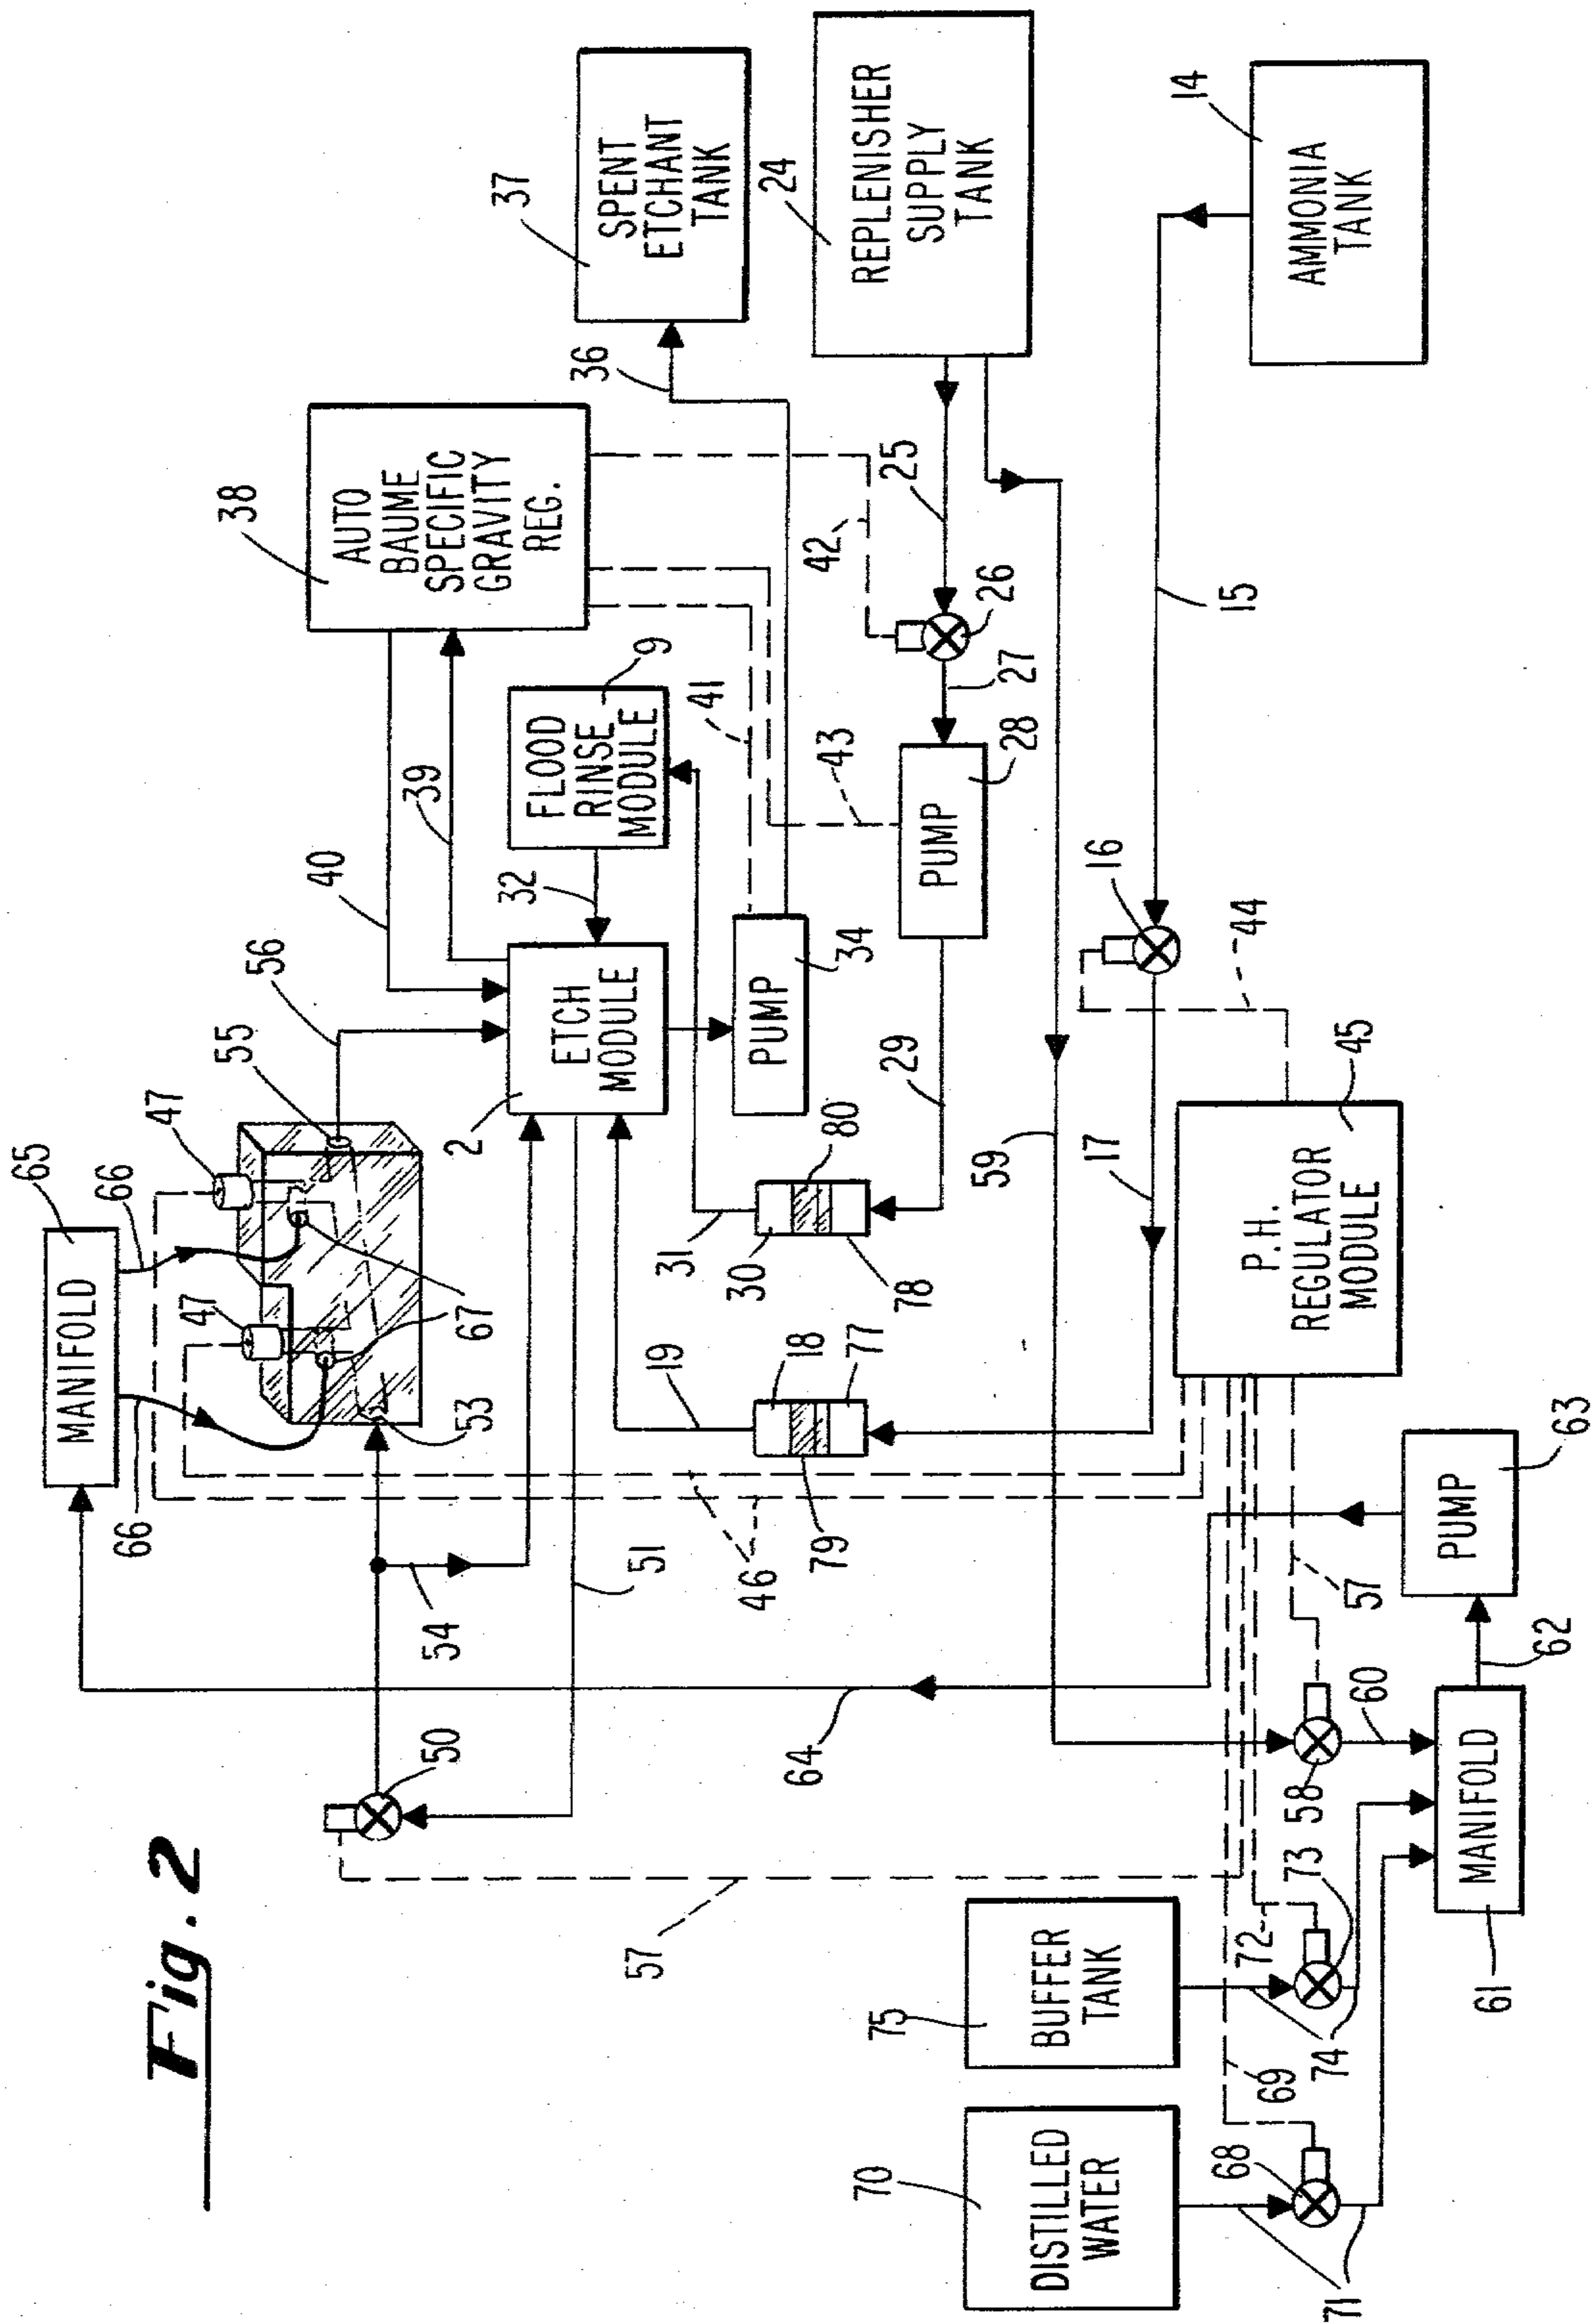 Fig. 2
DISTILLED
WATER
70
71
68
69
BUFFER
TANK
75
74
72
73
57
50
51
54
64
MANIFOLD
61
58
60
62
PUMP
63
57
59
MANIFOLD
65
66
66
47
47
67
53
55
56
46
79
77
18
19
78
80
30
31
29
17
P.H.
REGULATOR
MODULE
45
44
16
15
ETCH
MODULE
2
40
39
32
PUMP
34
FLOOD
RINSE
MODULE
9
41
43
42
PUMP
28
27
26
25
AUTO
BAUME
SPECIFIC
GRAVITY
REG.
38
36
SPENT
ETCHANT
TANK
37
REPLENISHER
SUPPLY
TANK
24
AMMONIA
TANK
14